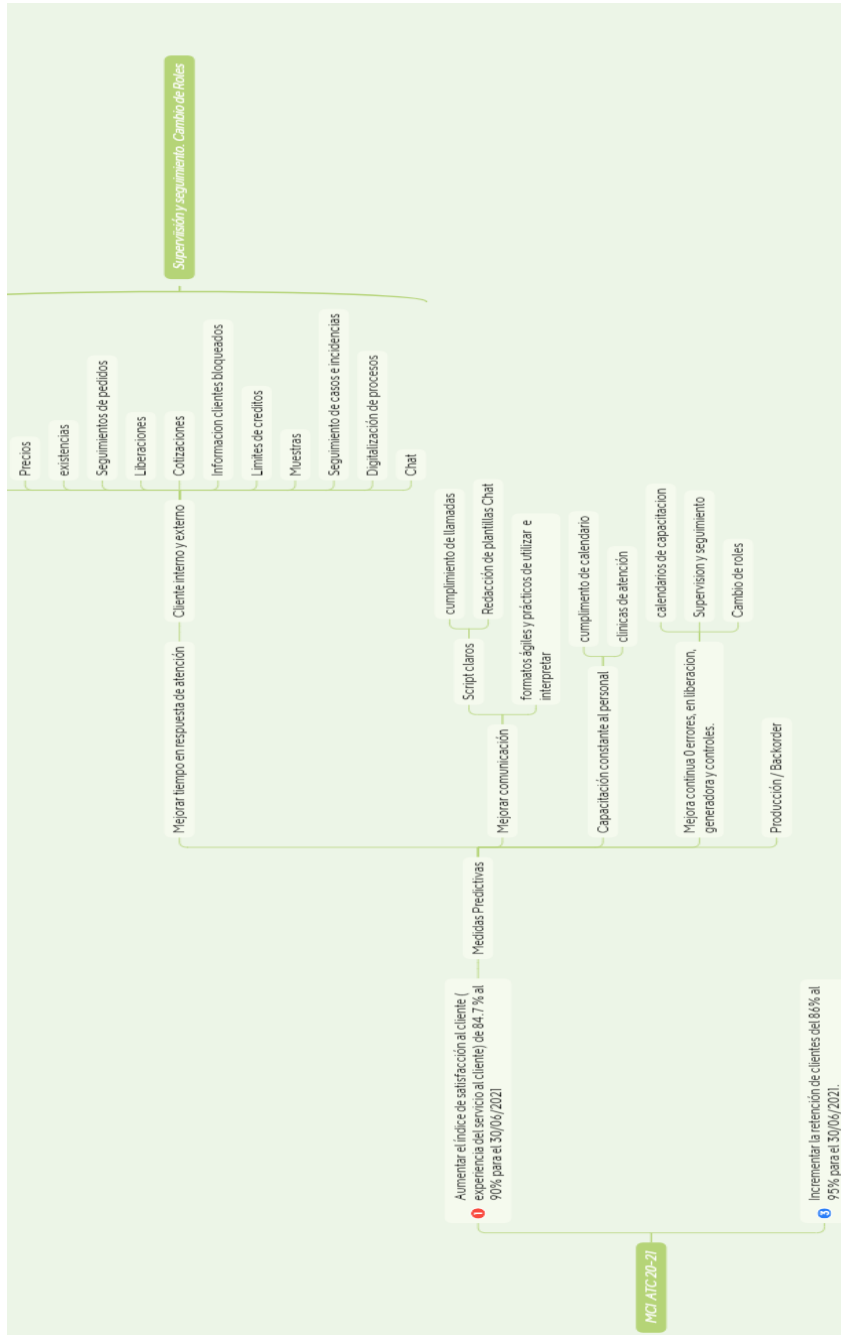 MCI ATC 20-21
Aumentar el índice de satisfacción al cliente (
experiencia del servicio al cliente) de 84.7 % al
90% para el 30/06/2021
1
Medidas Predictivas
Mejorar tiempo en respuesta de atención
Cliente interno y externo
Precios
existencias
Seguimientos de pedidos
Liberaciones
Cotizaciones
Informacion clientes bloqueados
Limites de creditos
Muestras
Seguimiento de casos e incidencias
Digitalización de procesos
Chat
Supervisión y seguimiento. Cambio de Roles
Mejorar comunicación
Script claros
cumplimiento de llamadas
Redacción de plantillas Chat
formatos ágiles y prácticos de utilizar e
interpretar
Capacitación constante al personal
cumplimento de calendario
clinicas de atención
Mejora continua 0 errores, en liberacion,
generadora y controles.
calendarios de capacitacion
Supervision y seguimiento
Cambio de roles
Producción / Backorder
3
Incrementar la retención de clientes del 86% al
95% para el 30/06/2021.